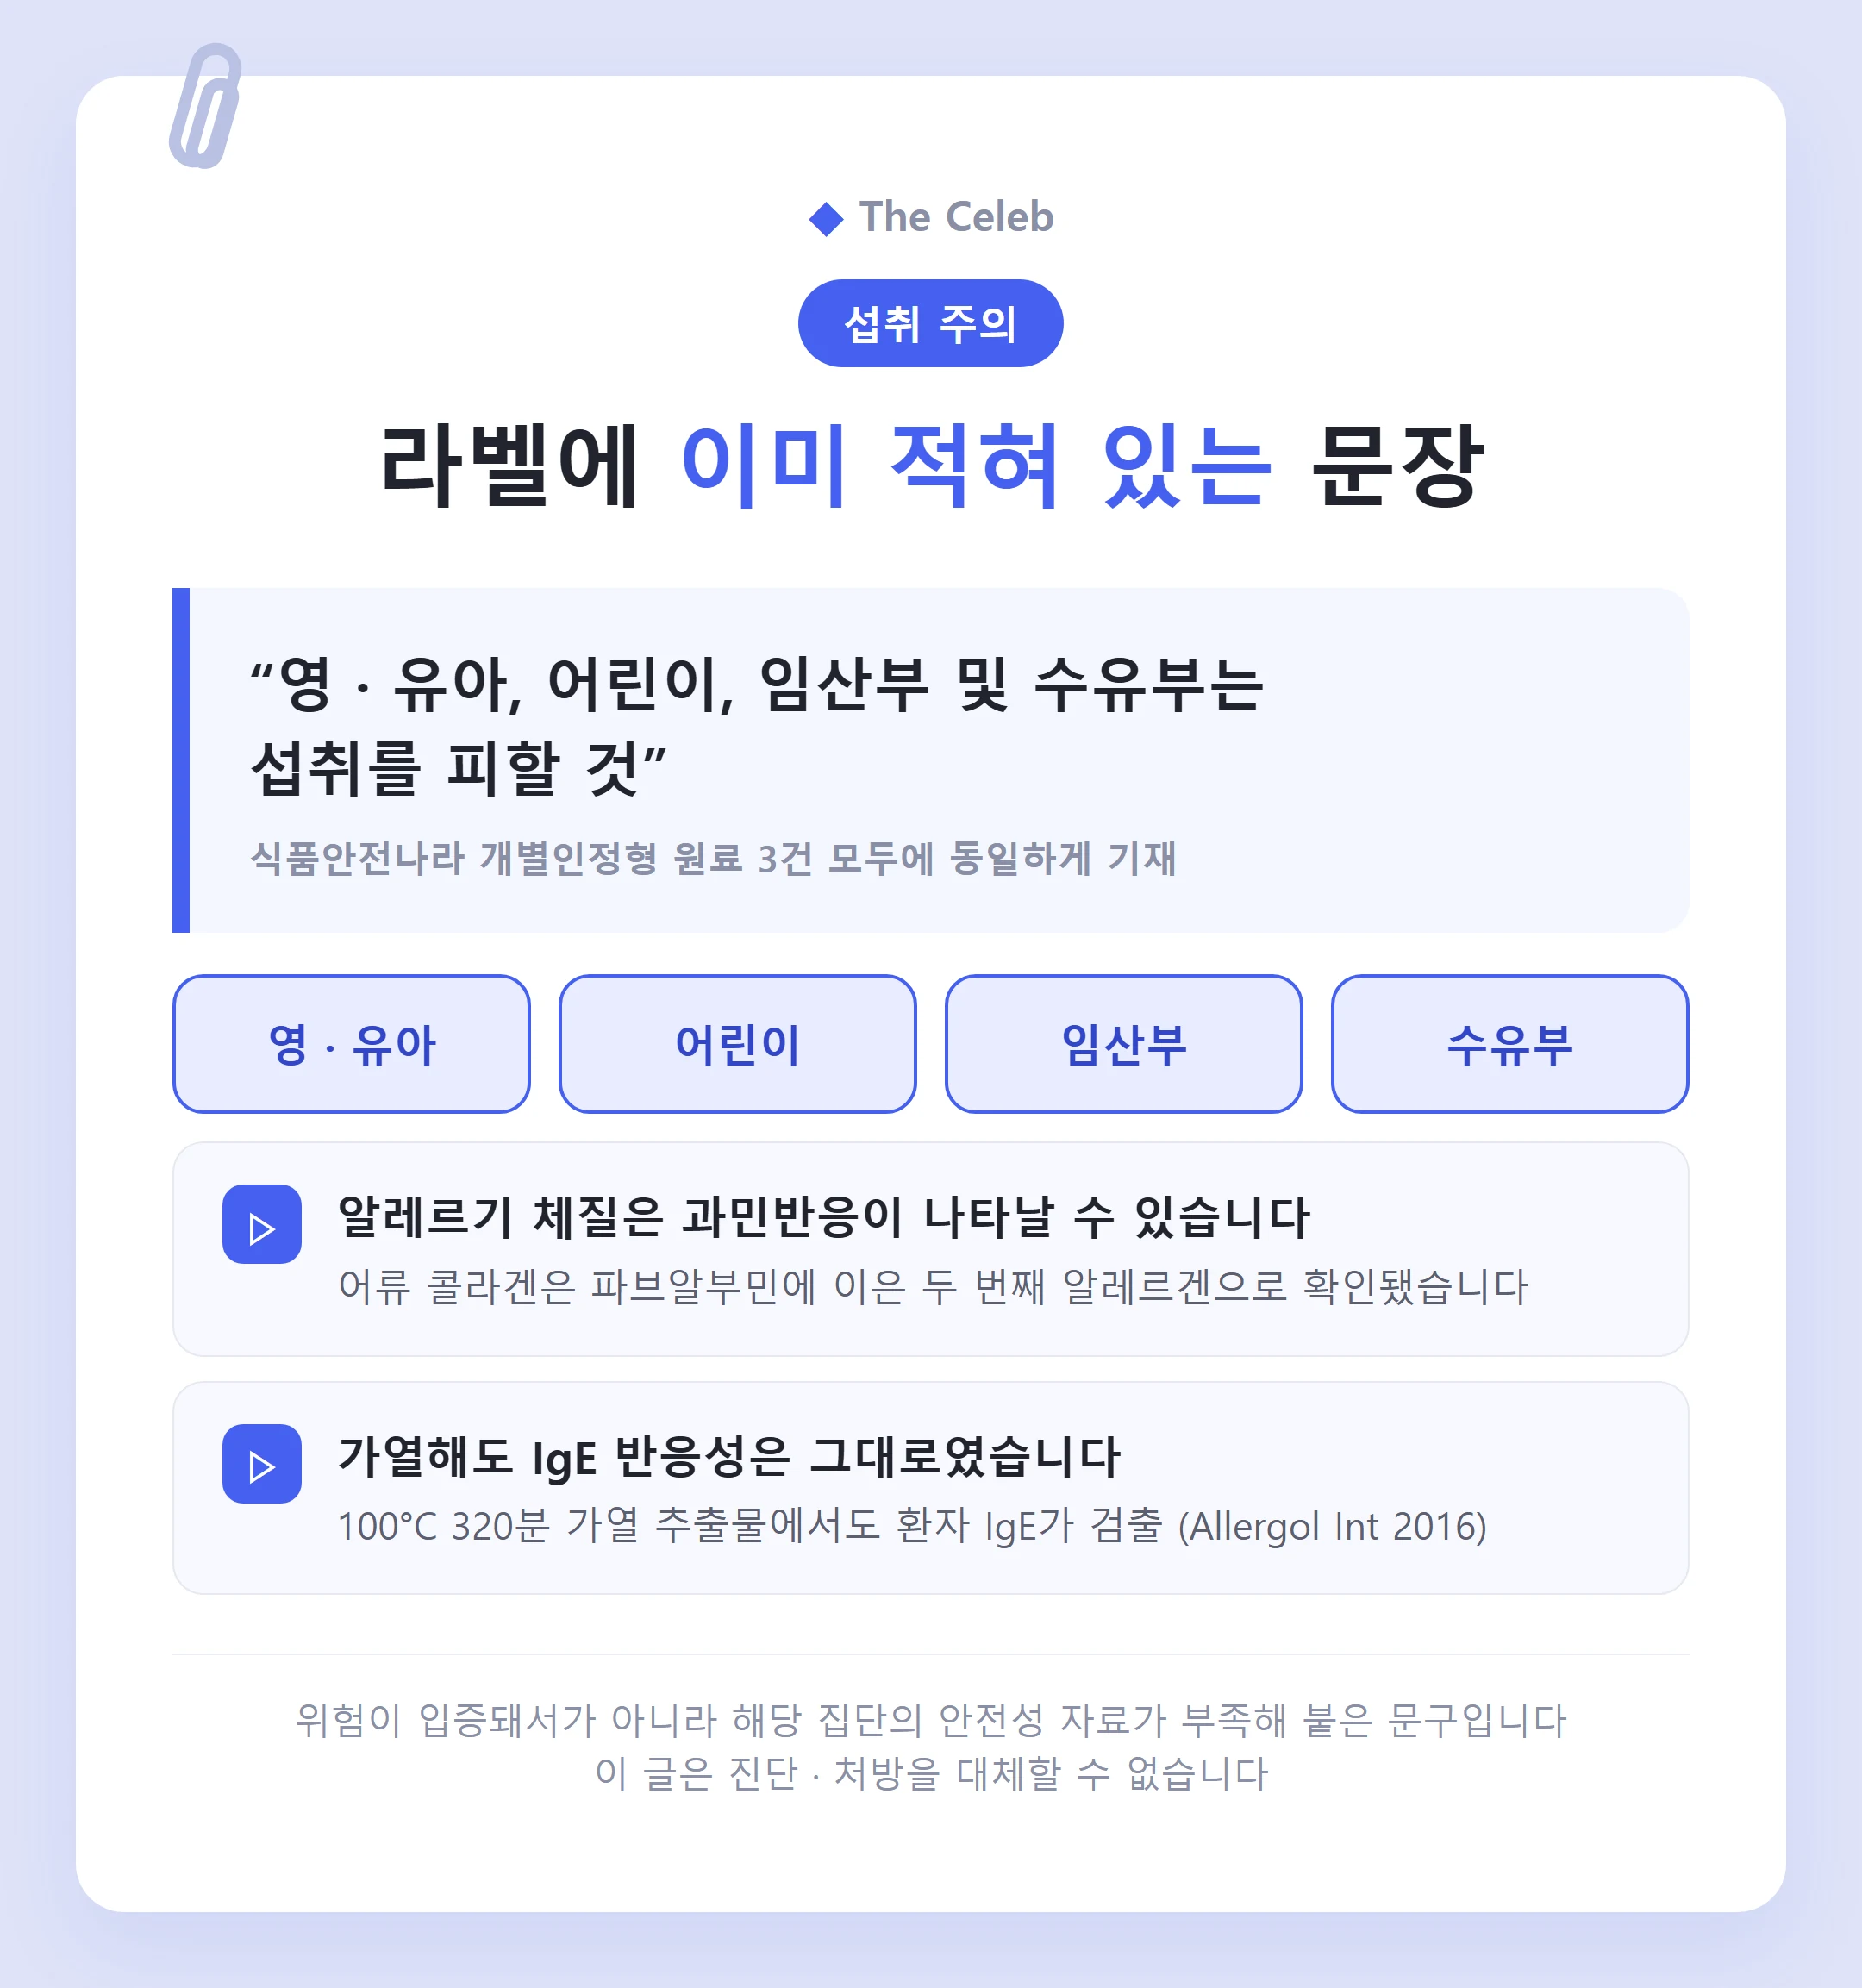 ◆ The Celeb
섭취 주의
라벨에 이미 적혀 있는 문장
“영 · 유아, 어린이, 임산부 및 수유부는
섭취를 피할 것”
식품안전나라 개별인정형 원료 3건 모두에 동일하게 기재
영 · 유아
어린이
임산부
수유부
알레르기 체질은 과민반응이 나타날 수 있습니다
어류 콜라겐은 파브알부민에 이은 두 번째 알레르겐으로 확인됐습니다
가열해도 IgE 반응성은 그대로였습니다
100°C 320분 가열 추출물에서도 환자 IgE가 검출 (Allergol Int 2016)
위험이 입증돼서가 아니라 해당 집단의 안전성 자료가 부족해 붙은 문구입니다
이 글은 진단 · 처방을 대체할 수 없습니다